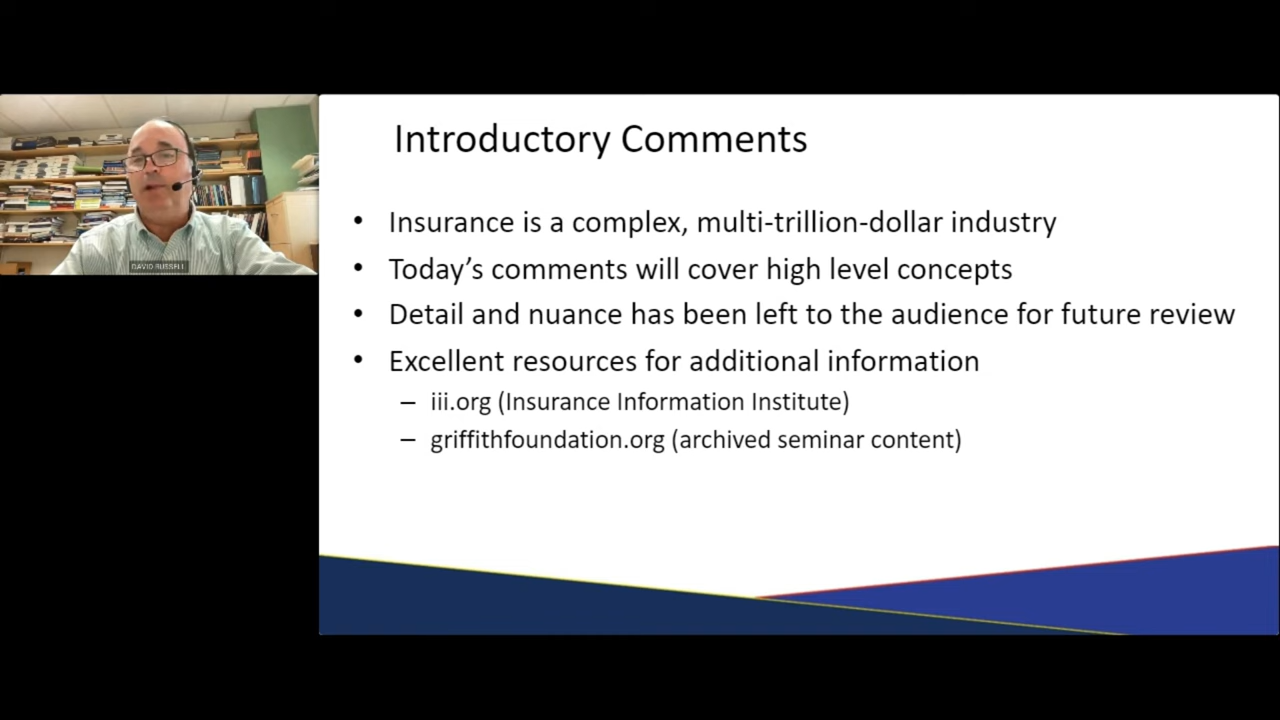 Introductory Comments
• Insurance is a complex, multi-trillion-dollar industry
• Today’s comments will cover high level concepts
• Detail and nuance has been left to the audience for future review
• Excellent resources for additional information
– iii.org (Insurance Information Institute)
– griffithfoundation.org (archived seminar content)
DAVID RUSSELL